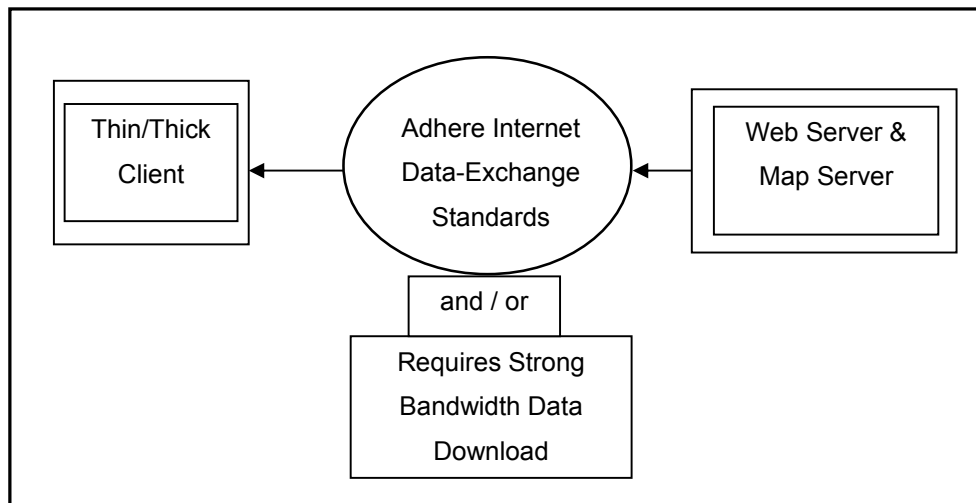 Thin/Thick
Client
Adhere Internet
Data-Exchange
Standards
Web Server &
Map Server
and / or
Requires Strong
Bandwidth Data
Download